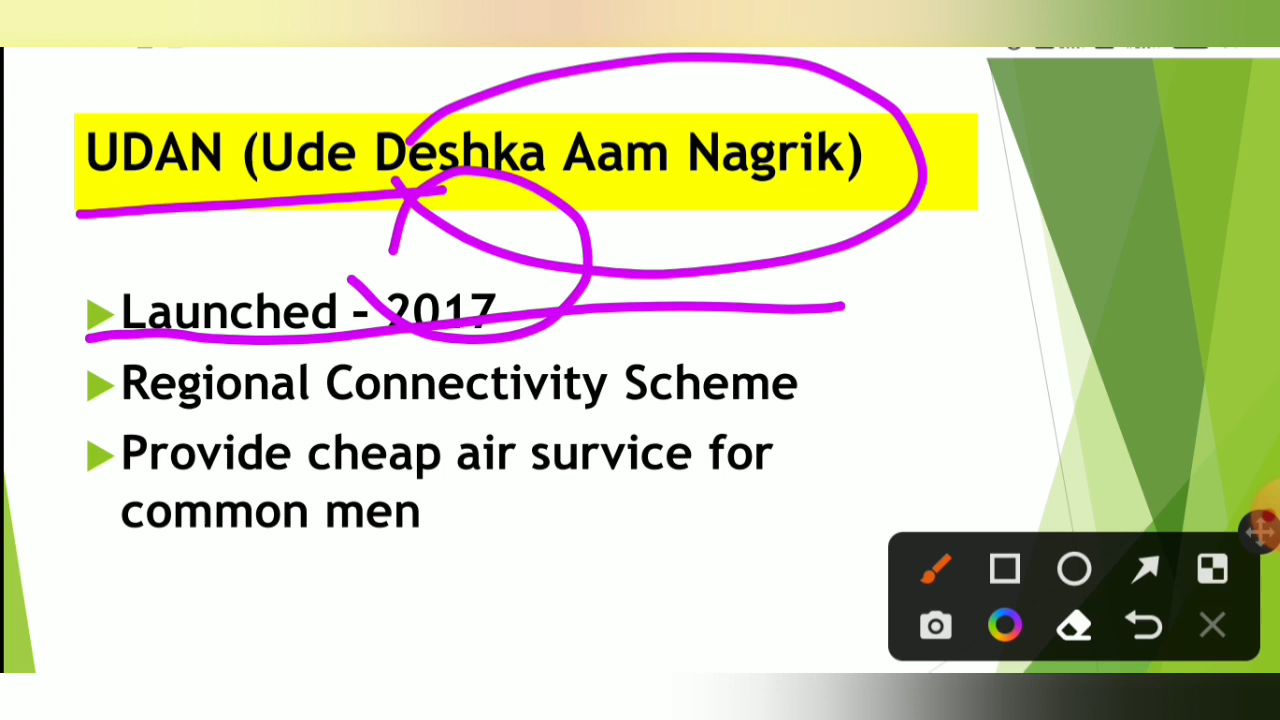 UDAN (Ude Deshka Aam Nagrik)
Launched - 2017
Regional Connectivity Scheme
Provide cheap air survice for
common men